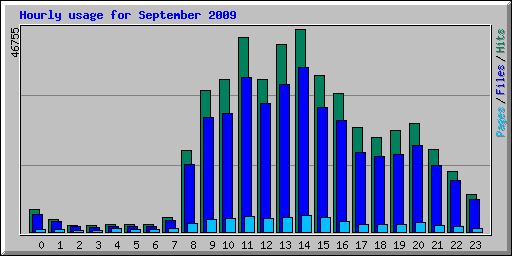 Hourly usage for September 2009
46755
Pages / Files / Hits
0 1 2 3 4 5 6 7 8 9 10 11 12 13 14 15 16 17 18 19 20 21 22 23